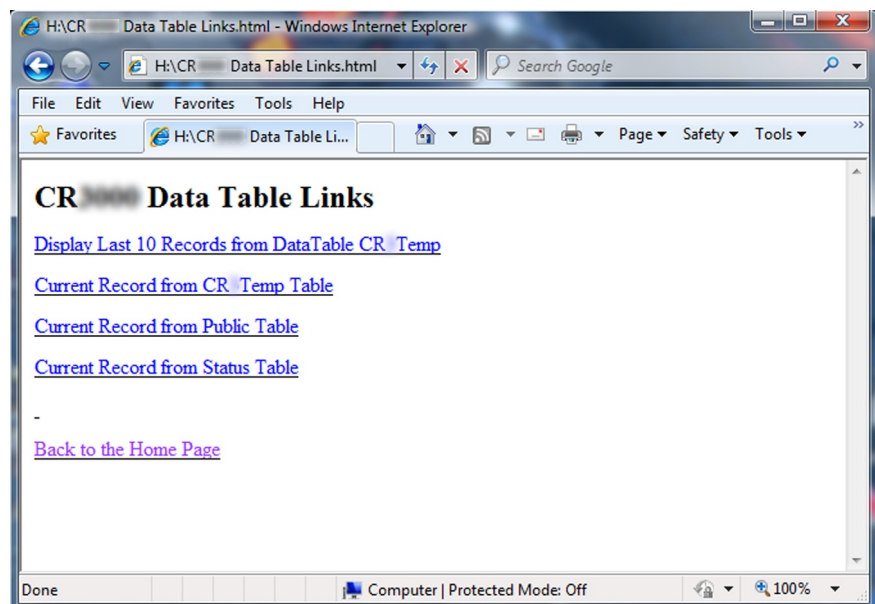 H:\CR Data Table Links.html - Windows Internet Explorer
H:\CR Data Table Links.html
Search Google
File Edit View Favorites Tools Help
Favorites H:\CR Data Table Li... Page Safety Tools »
CR Data Table Links
Display Last 10 Records from DataTable CR Temp
Current Record from CR Temp Table
Current Record from Public Table
Current Record from Status Table
-
Back to the Home Page
Done Computer | Protected Mode: Off 100%